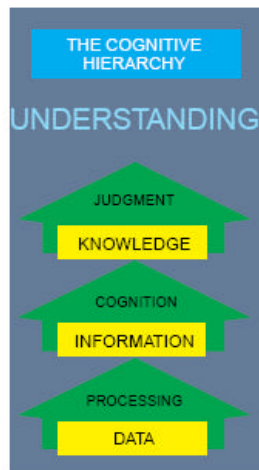 THE COGNITIVE
HIERARCHY
UNDERSTANDING
JUDGMENT
KNOWLEDGE
COGNITION
INFORMATION
PROCESSING
DATA